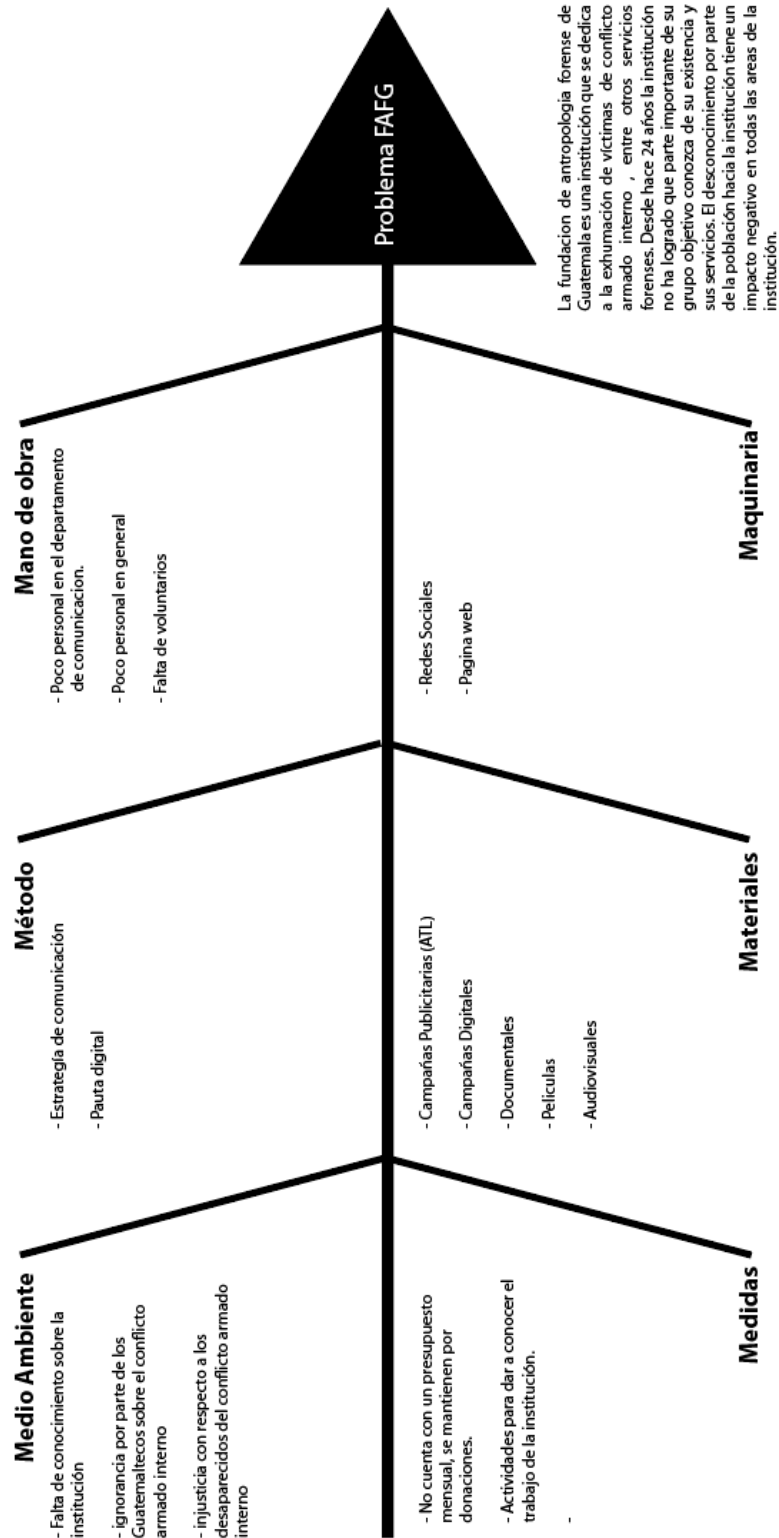 Medio Ambiente
- Falta de conocimiento sobre la
institución
- ignorancia por parte de los
Guatemaltecos sobre el conflicto
armado interno
- injusticia con respecto a los
desaparecidos del conflicto armado
interno
Método
- Estrategía de comunicación
- Pauta digital
Mano de obra
- Poco personal en el departamento
de comunicacion.
- Poco personal en general
- Falta de voluntarios
Problema FAFG
- No cuenta con un presupuesto
mensual, se mantienen por
donaciones.
- Actividades para dar a conocer el
trabajo de la institución.
-
Medidas
- Campañas Publicitarias (ATL)
- Campañas Digitales
- Documentales
- Peliculas
- Audiovisuales
Materiales
- Redes Sociales
- Pagina web
Maquinaria
La fundacion de antropologia forense de
Guatemala es una institución que se dedica
a la exhumación de víctimas de conflicto
armado interno , entre otros servicios
forenses. Desde hace 24 años la institución
no ha logrado que parte importante de su
grupo objetivo conozca de su existencia y
sus servicios. El desconocimiento por parte
de la población hacia la institución tiene un
impacto negativo en todas las areas de la
institución.